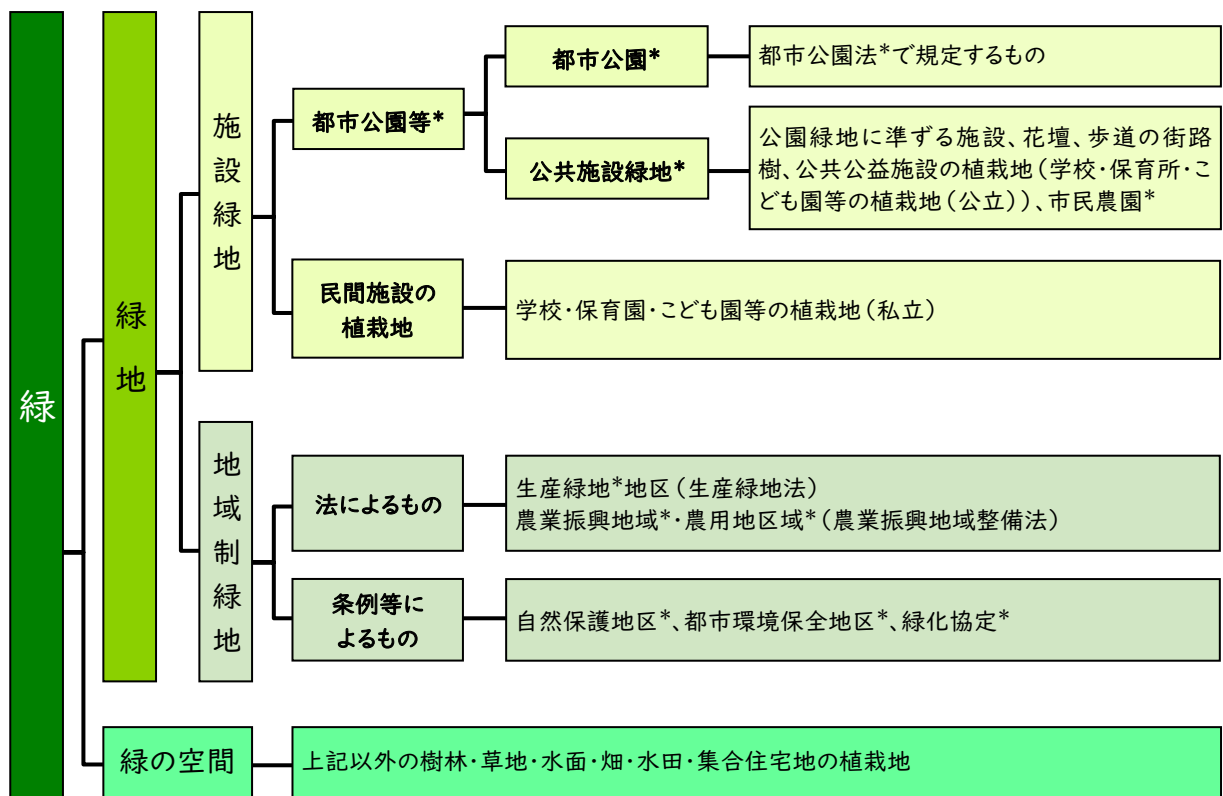 緑
緑地
施設緑地
都市公園等*
都市公園*
都市公園法*で規定するもの
公共施設緑地*
公園緑地に準ずる施設、花壇、歩道の街路
樹、公共公益施設の植栽地(学校・保育所・こ
ども園等の植栽地(公立))、市民農園*
民間施設の
植栽地
学校・保育園・こども園等の植栽地(私立)
地域制緑地
法によるもの
生産緑地*地区(生産緑地法)
農業振興地域*・農用地区域*(農業振興地域整備法)
条例等に
よるもの
自然保護地区*、都市環境保全地区*、緑化協定*
緑の空間
上記以外の樹林・草地・水面・畑・水田・集合住宅地の植栽地